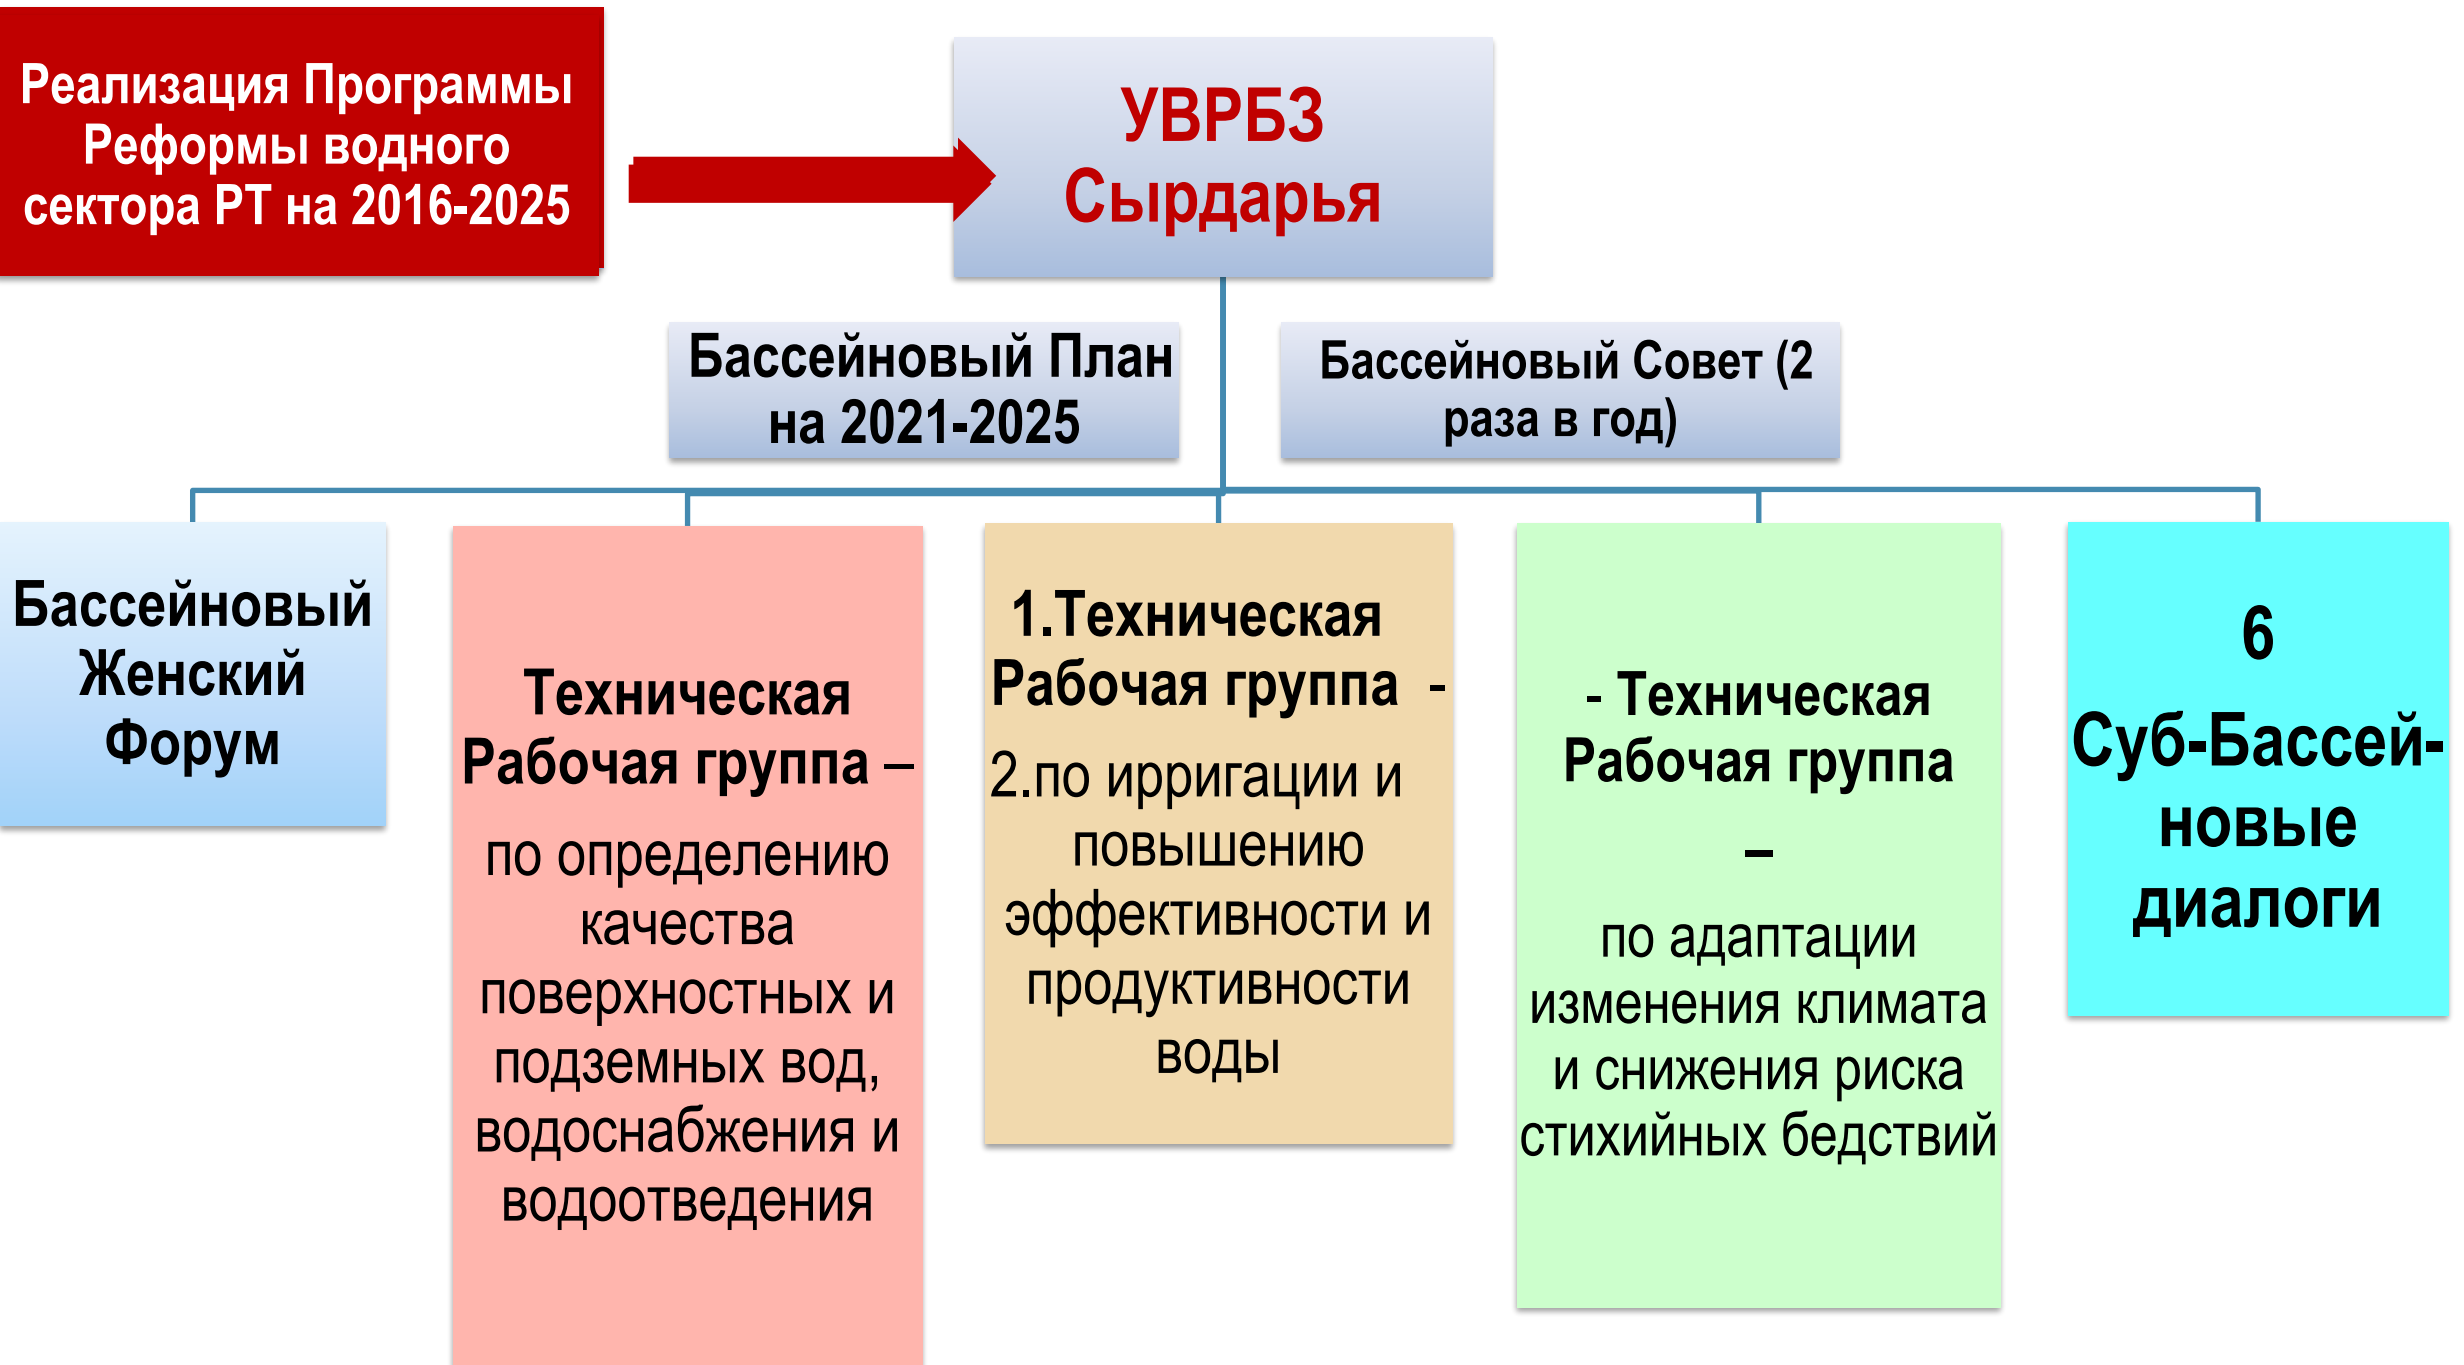 Реализация Программы
Реформы водного
сектора РТ на 2016-2025
УВРБЗ
Сырдарья
Бассейновый План
на 2021-2025
Бассейновый Совет (2
раза в год)
Бассейновый
Женский
Форум
Техническая
Рабочая группа –
по определению
качества
поверхностных и
подземных вод,
водоснабжения и
водоотведения
1.Техническая
Рабочая группа -
2.по ирригации и
повышению
эффективности и
продуктивности
воды
- Техническая
Рабочая группа
–
по адаптации
изменения климата
и снижения риска
стихийных бедствий
6
Суб-Бассей-
новые
диалоги